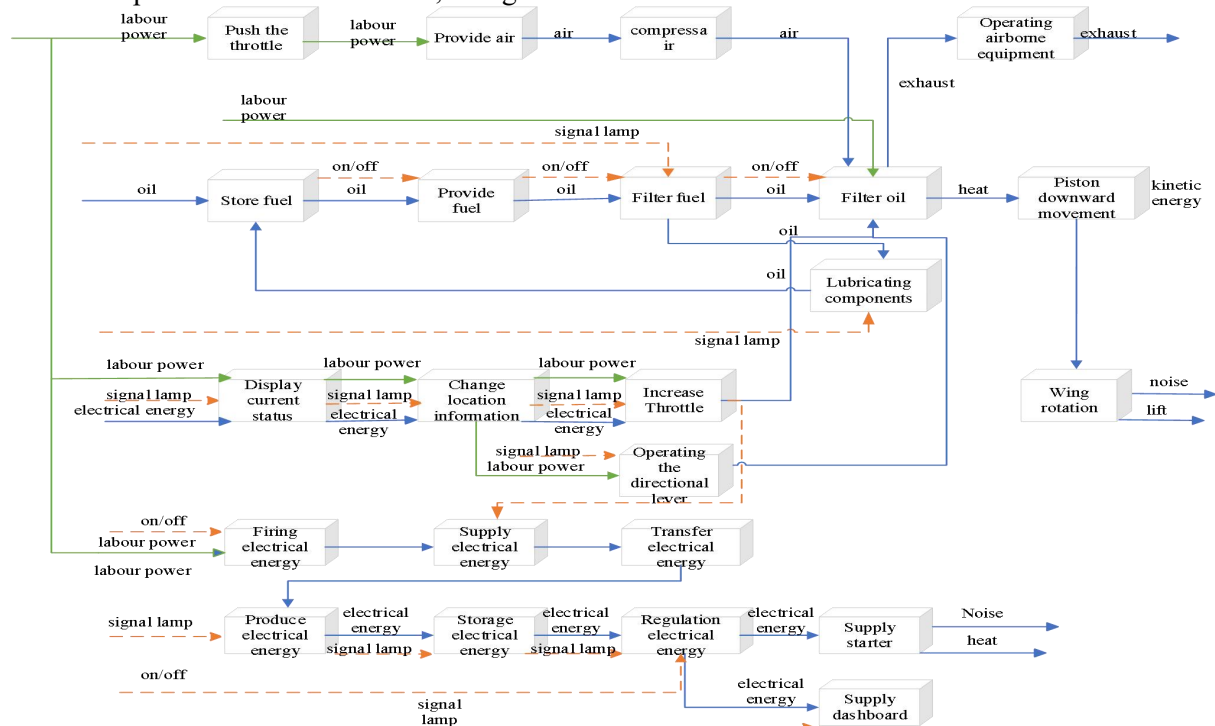 labour
power
Push the
throttle
labour
power
Provide air
air
compressa
ir
air
Operating
airborne
equipment
exhaust
exhaust
labour
power
signal lamp
oil
Store fuel
on/off
oil
Provide
fuel
on/off
oil
Filter fuel
on/off
oil
Filter oil
heat
Piston
downward
movement
kinetic
energy
oil
oil
Lubricating
components
signal lamp
labour power
signal lamp
electrical energy
Display
current
status
labour power
signal lamp
electrical
energy
Change
location
information
labour power
signal lamp
electrical
energy
Increase
Throttle
Wing
rotation
noise
lift
signal lamp
labour power
Operating
the
directional
lever
on/off
labour power
labour power
Firing
electrical
energy
Supply
electrical
energy
Transfer
electrical
energy
signal lamp
Produce
electrical
energy
electrical
energy
signal lamp
Storage
electrical
energy
electrical
energy
signal lamp
Regulation
electrical
energy
electrical
energy
Supply
starter
Noise
heat
on/off
signal
lamp
electrical
energy
Supply
dashboard